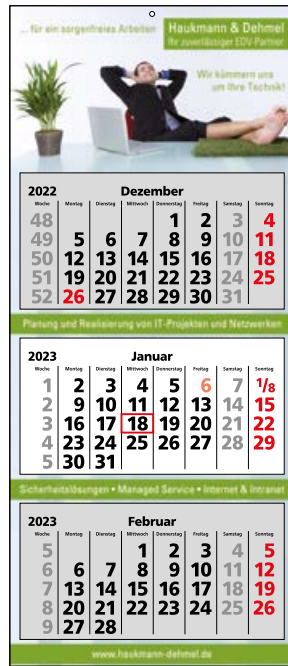 ... für ein sorgenfreies Arbeiten
Haukmann & Dehmel
Ihr zuverlässiger EDV-Partner
Wir kümmern uns
um Ihre Technik!
2022 Dezember
Woche Montag Dienstag Mittwoch Donnerstag Freitag Samstag Sonntag
48 1 2 3 4
49 5 6 7 8 9 10 11
50 12 13 14 15 16 17 18
51 19 20 21 22 23 24 25
52 26 27 28 29 30 31
Planung und Realisierung von IT-Projekten und Netzwerken
2023 Januar
Woche Montag Dienstag Mittwoch Donnerstag Freitag Samstag Sonntag
1 2 3 4 5 6 7 1/8
2 9 10 11 12 13 14 15
3 16 17 18 19 20 21 22
4 23 24 25 26 27 28 29
5 30 31
Sicherheitslösungen • Managed Service • Internet & Intranet
2023 Februar
Woche Montag Dienstag Mittwoch Donnerstag Freitag Samstag Sonntag
5 1 2 3 4 5
6 6 7 8 9 10 11 12
7 13 14 15 16 17 18 19
8 20 21 22 23 24 25 26
9 27 28
www.haukmann-dehmel.de